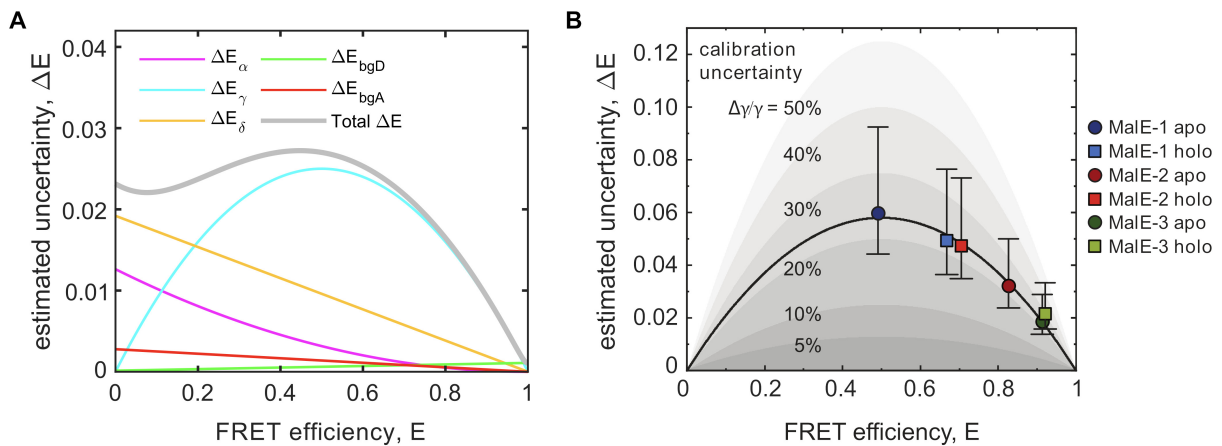 A
estimated uncertainty, ΔE
0.04
0.03
0.02
0.01
0
ΔE_α
ΔE_γ
ΔE_δ
ΔE_bgD
ΔE_bgA
Total ΔE
0 0.2 0.4 0.6 0.8 1
FRET efficiency, E
B
estimated uncertainty, ΔE
0.12
0.10
0.08
0.06
0.04
0.02
0.00
calibration
uncertainty
Δγ/γ = 50%
40%
30%
20%
10%
5%
0 0.2 0.4 0.6 0.8 1
FRET efficiency, E
MalE-1 apo
MalE-1 holo
MalE-2 apo
MalE-2 holo
MalE-3 apo
MalE-3 holo